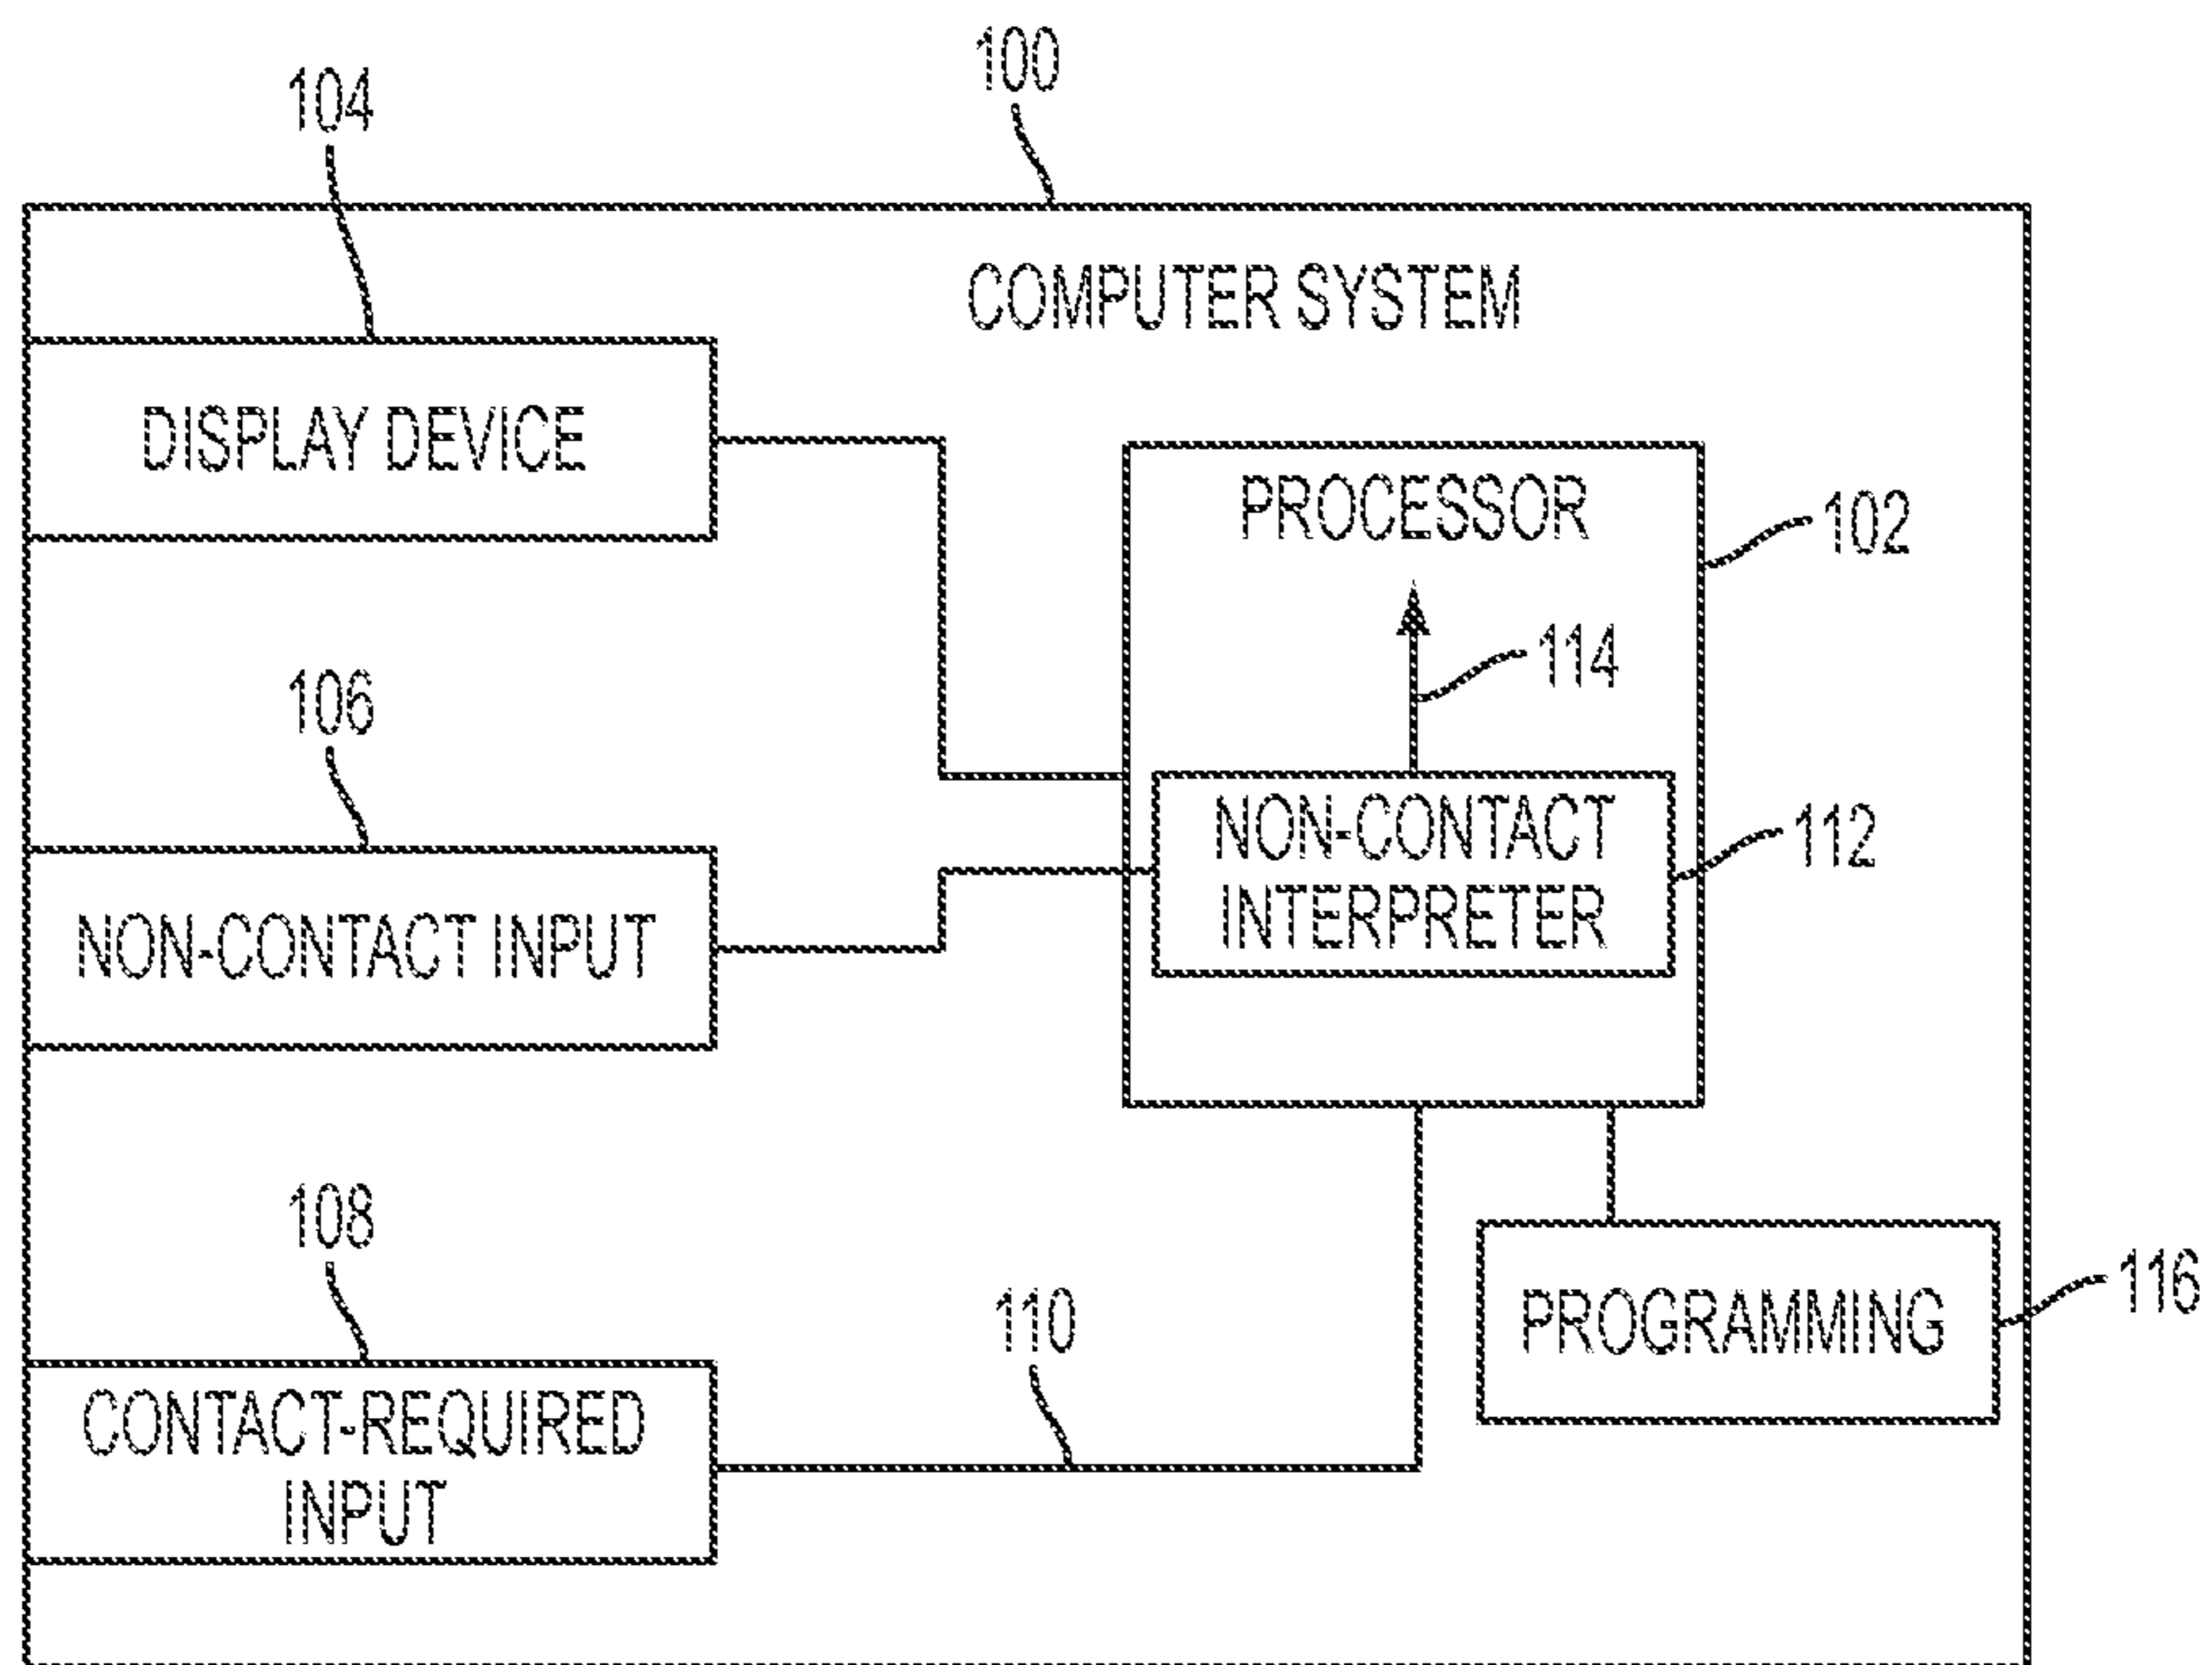 100
104
COMPUTER SYSTEM
DISPLAY DEVICE
PROCESSOR
102
114
106
NON-CONTACT
INTERPRETER
112
NON-CONTACT INPUT
108
110
PROGRAMMING
116
CONTACT-REQUIRED
INPUT